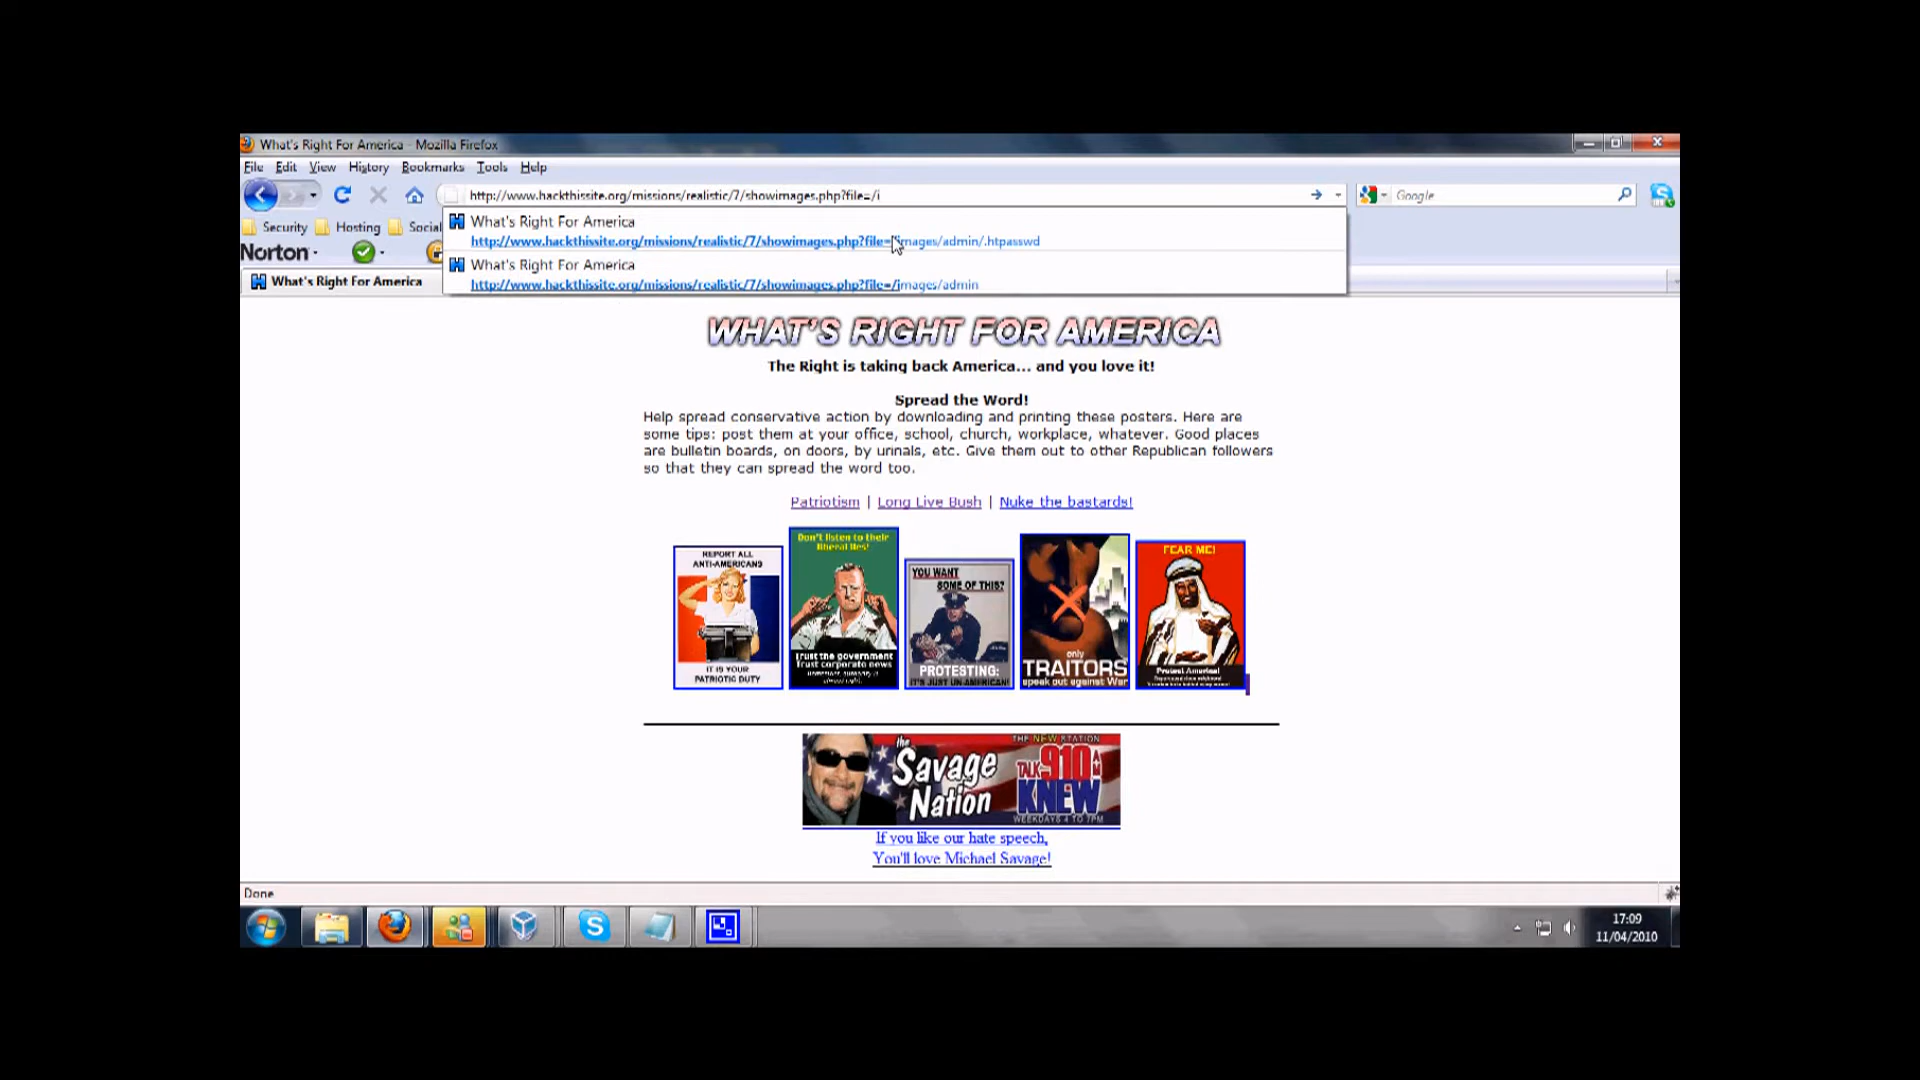 What's Right For America - Mozilla Firefox
File Edit View History Bookmarks Tools Help
http://www.hackthissite.org/missions/realistic/7/showimages.php?file=/i
Google
What's Right For America
http://www.hackthissite.org/missions/realistic/7/showimages.php?file=/images/admin/.htpasswd
What's Right For America
http://www.hackthissite.org/missions/realistic/7/showimages.php?file=/images/admin
Security Hosting Social
Norton
What's Right For America
WHAT'S RIGHT FOR AMERICA
The Right is taking back America... and you love it!
Spread the Word!
Help spread conservative action by downloading and printing these posters. Here are
some tips: post them at your office, school, church, workplace, whatever. Good places
are bulletin boards, on doors, by urinals, etc. Give them out to other Republican followers
so that they can spread the word too.
Patriotism | Long Live Bush | Nuke the bastards!
REPORT ALL
ANTI-AMERICANS
IT IS YOUR
PATRIOTIC DUTY
Don't listen to their
liberal lies!
Trust the government
Trust corporate news
YOU WANT
SOME OF THIS?
PROTESTING:
IT'S JUST UN-AMERICAN!
only
TRAITORS
speak out against War
FEAR ME!
Protest America!
the
Savage
Nation
THE NEW STATION
TALK 910 AM
KNEW
WEEKDAYS 4 TO 7PM
If you like our hate speech,
You'll love Michael Savage!
Done
17:09
11/04/2010